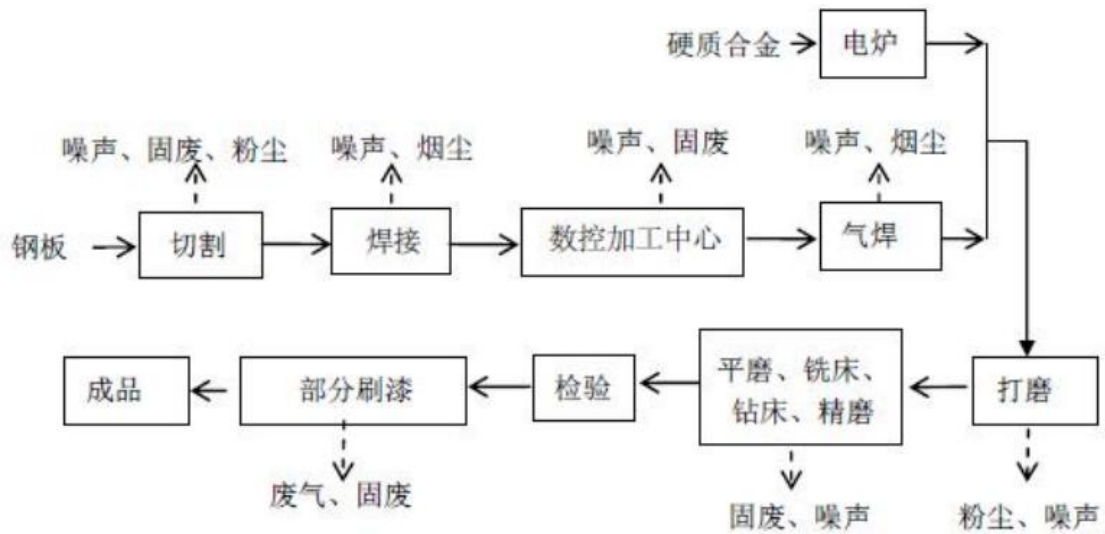 硬质合金
电炉
噪声、固废、粉尘
噪声、烟尘
噪声、固废
噪声、烟尘
钢板
切割
焊接
数控加工中心
气焊
成品
部分刷漆
检验
平磨、铣床、
钻床、精磨
打磨
废气、固废
固废、噪声
粉尘、噪声